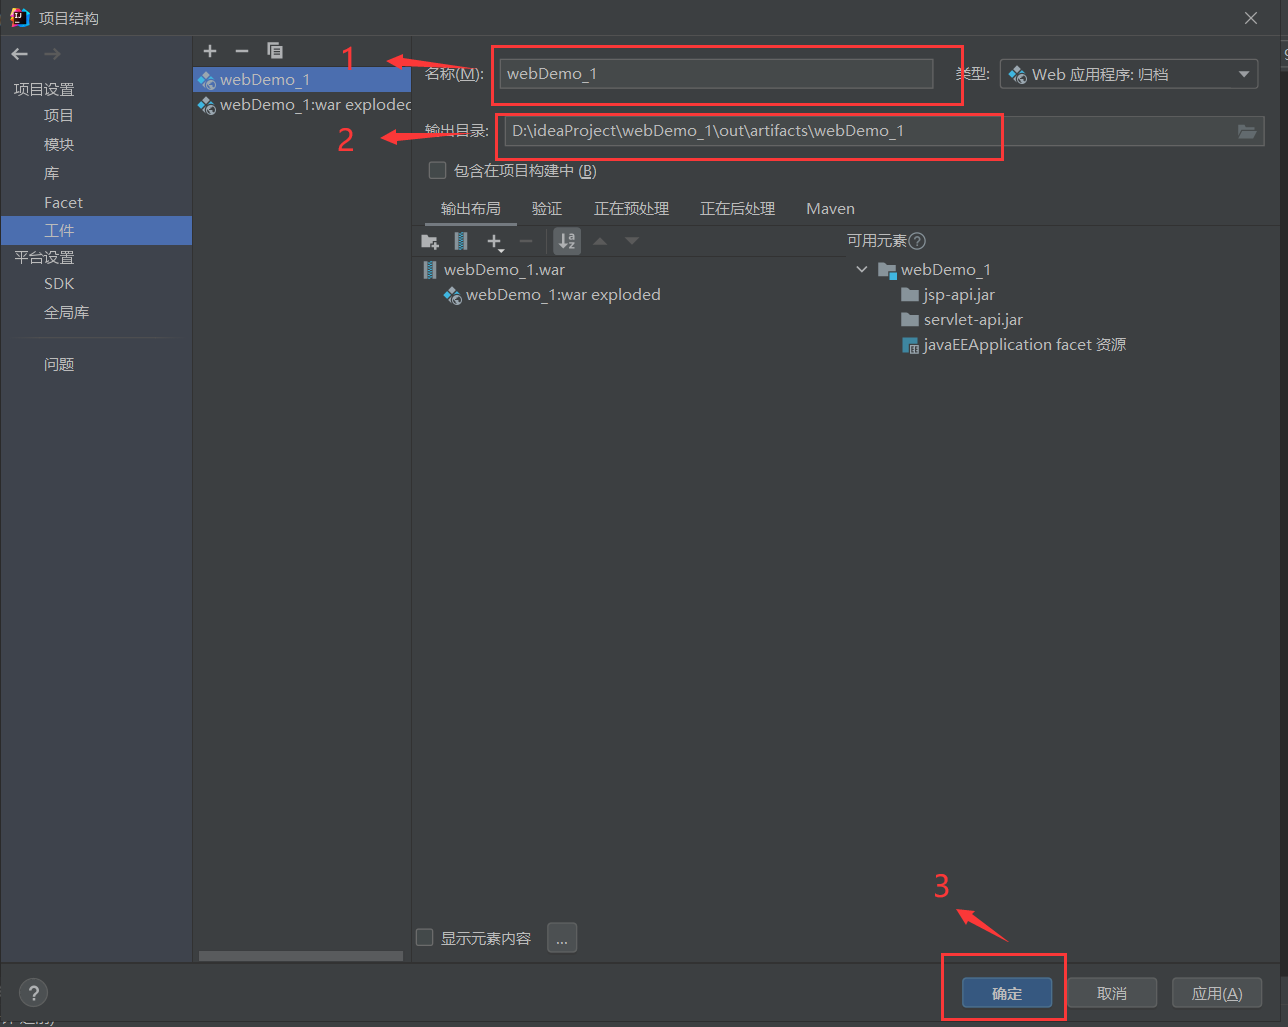 项目结构
项目设置
项目
模块
库
Facet
工件
平台设置
SDK
全局库
问题
webDemo_1
webDemo_1:war exploded
1
名称(M):
webDemo_1
类型:
Web 应用程序: 归档
2
输出目录:
D:\ideaProject\webDemo_1\out\artifacts\webDemo_1
包含在项目构建中 (B)
输出布局 验证 正在预处理 正在后处理 Maven
可用元素?
webDemo_1.war
webDemo_1:war exploded
webDemo_1
jsp-api.jar
servlet-api.jar
javaEEApplication facet 资源
3
显示元素内容
...
?
确定
取消
应用(A)